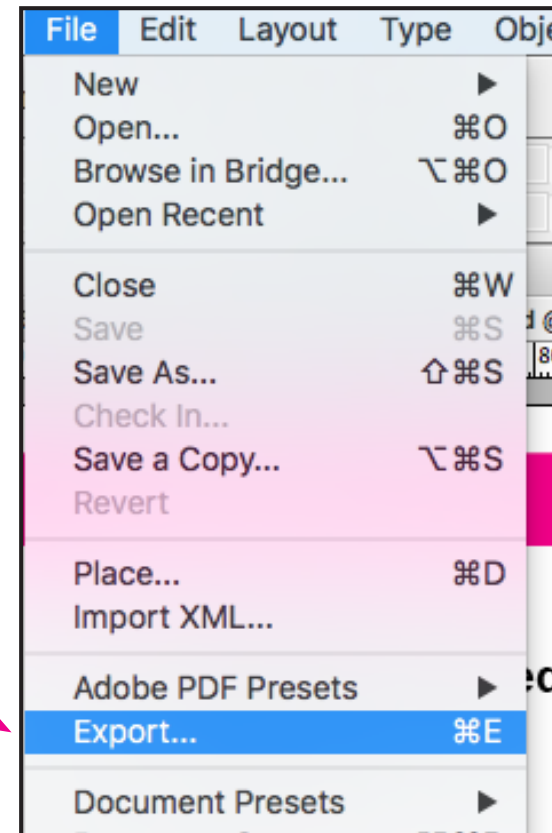 File Edit Layout Type Obje
New ▶
Open... ⌘O
Browse in Bridge... ⌥⌘O
Open Recent ▶
Close ⌘W
Save ⌘S
Save As... ⇧⌘S
Check In...
Save a Copy... ⌥⌘S
Revert
Place... ⌘D
Import XML...
Adobe PDF Presets ▶
Export... ⌘E
Document Presets ▶